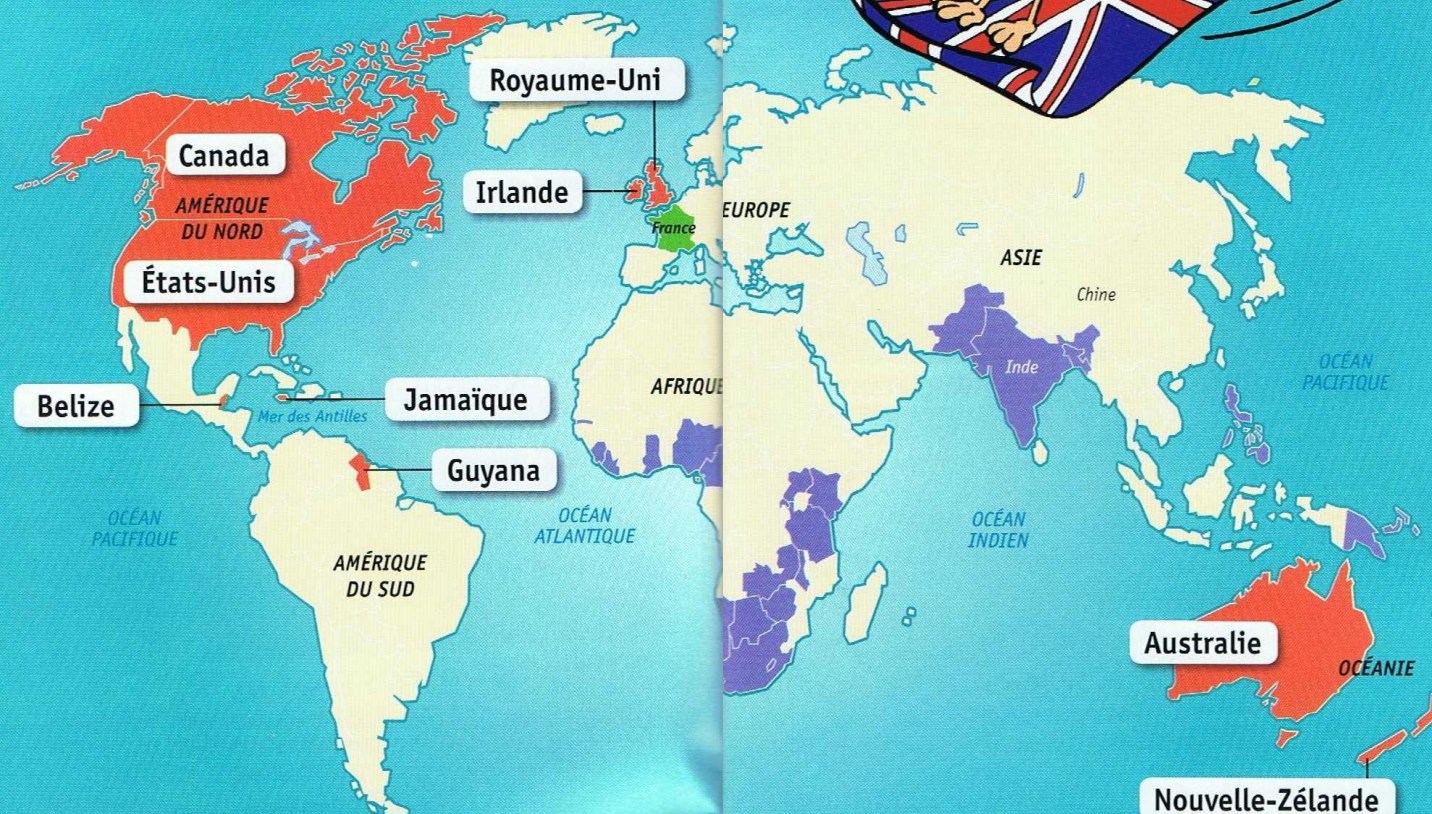 Royaume-Uni
Canada
Irlande
AMÉRIQUE
DU NORD
France
EUROPE
États-Unis
ASIE
Chine
Inde
OCÉAN
PACIFIQUE
Belize
Jamaïque
Mer des Antilles
AFRIQUE
Guyana
OCÉAN
PACIFIQUE
OCÉAN
ATLANTIQUE
OCÉAN
INDIEN
AMÉRIQUE
DU SUD
Australie
OCÉANIE
Nouvelle-Zélande